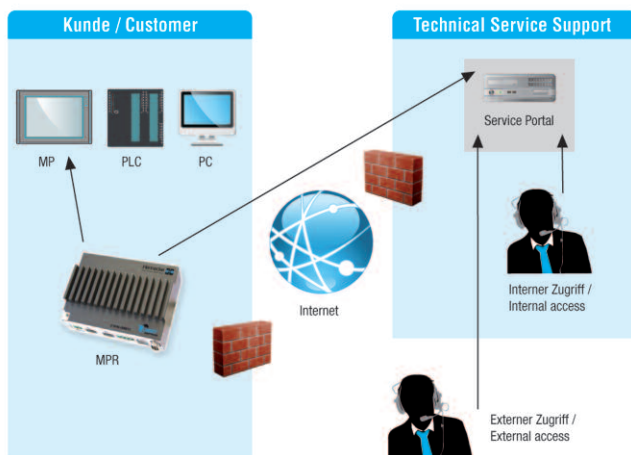 Kunde / Customer
Technical Service Support
MP
PLC
PC
Service Portal
Internet
MPR
Interner Zugriff /
Internal access
Externer Zugriff /
External access